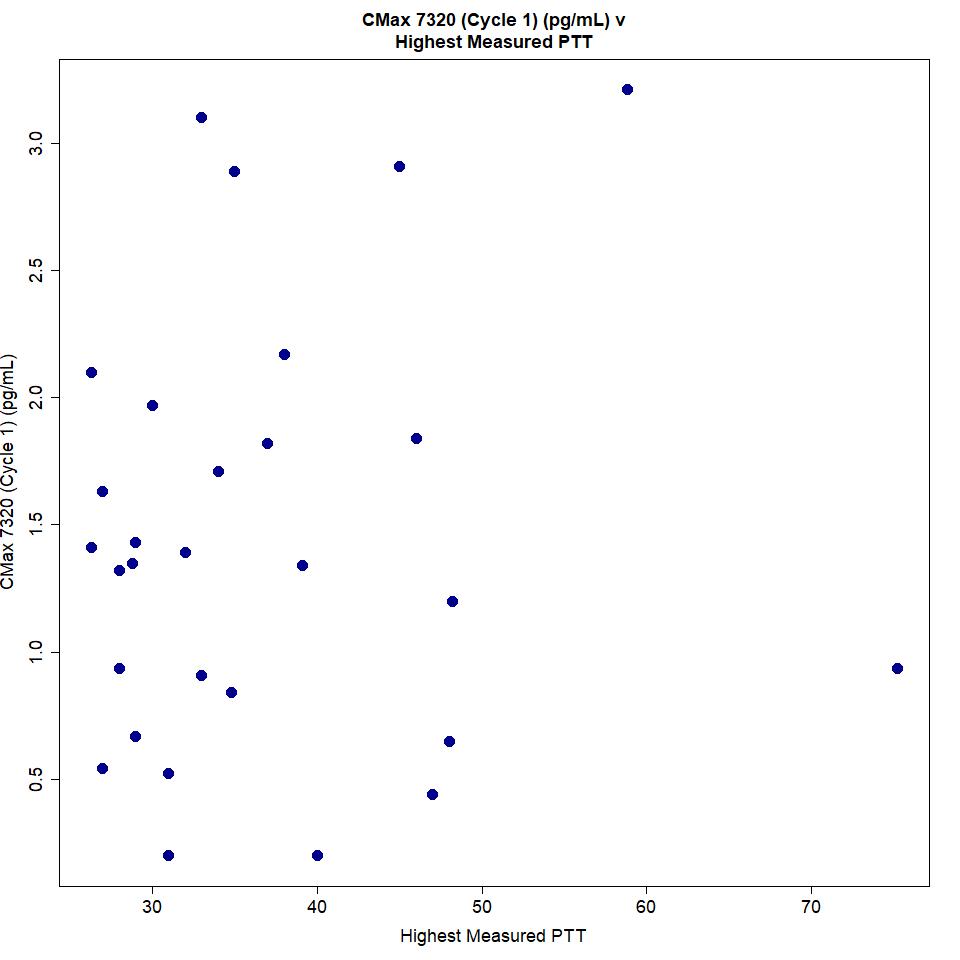 CMax 7320 (Cycle 1) (pg/mL) v
Highest Measured PTT
CMax 7320 (Cycle 1) (pg/mL)
3.0
2.5
2.0
1.5
1.0
0.5
30 40 50 60 70
Highest Measured PTT